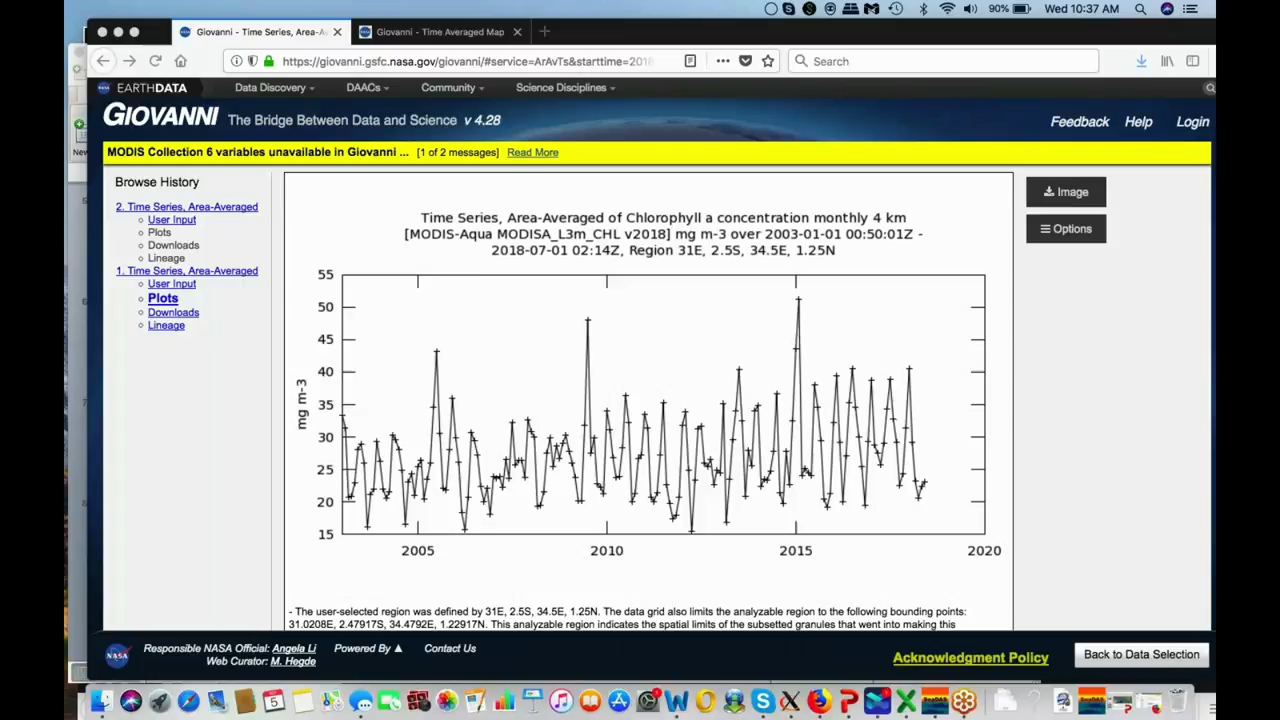 90% Wed 10:37 AM
Giovanni - Time Series, Area-A
Giovanni - Time Averaged Map
https://giovanni.gsfc.nasa.gov/giovanni/#service=ArAvTs&starttime=2018
Search
EARTHDATA Data Discovery DAACs Community Science Disciplines
GIOVANNI The Bridge Between Data and Science v 4.28
Feedback Help Login
MODIS Collection 6 variables unavailable in Giovanni ... [1 of 2 messages] Read More
New
Browse History
2. Time Series, Area-Averaged
User Input
Plots
Downloads
Lineage
1. Time Series, Area-Averaged
User Input
Plots
Downloads
Lineage
Time Series, Area-Averaged of Chlorophyll a concentration monthly 4 km
[MODIS-Aqua MODISA_L3m_CHL v2018] mg m-3 over 2003-01-01 00:50:01Z -
2018-07-01 02:14Z, Region 31E, 2.5S, 34.5E, 1.25N
55
50
45
40
35
30
25
20
15
mg m-3
2005 2010 2015 2020
- The user-selected region was defined by 31E, 2.5S, 34.5E, 1.25N. The data grid also limits the analyzable region to the following bounding points:
31.0208E, 2.47917S, 34.4792E, 1.22917N. This analyzable region indicates the spatial limits of the subsetted granules that went into making this
Image
Options
NASA
Responsible NASA Official: Angela Li
Web Curator: M. Hegde
Powered By
Contact Us
Acknowledgment Policy
Back to Data Selection